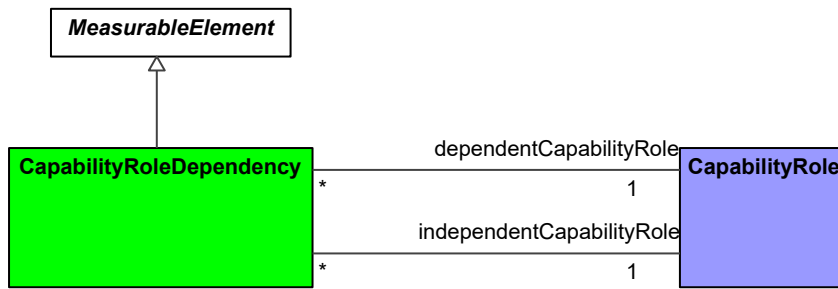 MeasurableElement
CapabilityRoleDependency
dependentCapabilityRole
CapabilityRole
*
1
independentCapabilityRole
*
1